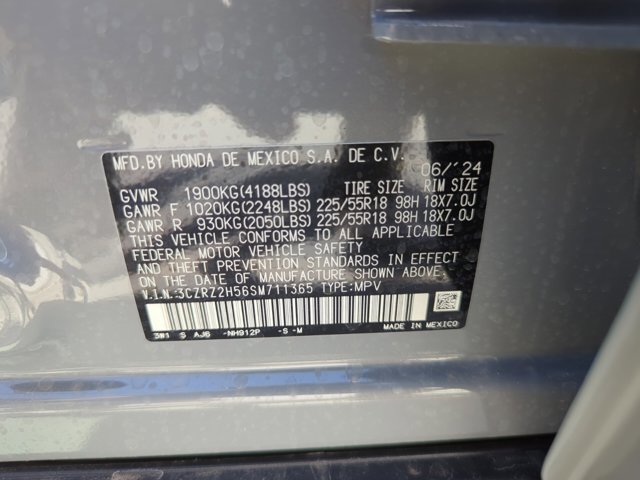 MFD.BY HONDA DE MEXICO S.A. DE C.V. 06/'24
GVWR 1900KG(4188LBS) TIRE SIZE RIM SIZE
GAWR F 1020KG(2248LBS) 225/55R18 98H 18X7.0J
GAWR R 930KG(2050LBS) 225/55R18 98H 18X7.0J
THIS VEHICLE CONFORMS TO ALL APPLICABLE
FEDERAL MOTOR VEHICLE SAFETY
AND THEFT PREVENTION STANDARDS IN EFFECT
ON THE DATE OF MANUFACTURE SHOWN ABOVE.
V.I.N.3CZRZ2H56SM711365 TYPE:MPV
3W1 S AJ6 -NH912P -S-M MADE IN MEXICO